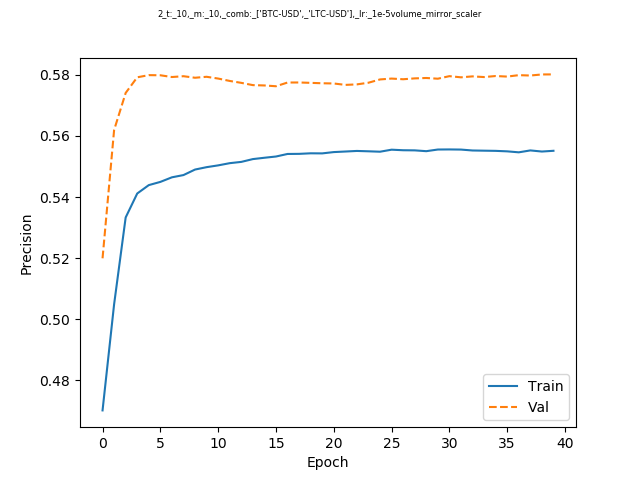 2_t:_10,_m:_10,_comb:_['BTC-USD',_'LTC-USD'],_lr:_1e-5volume_mirror_scaler
0.58
0.56
0.54
0.52
0.50
0.48
Precision
0 5 10 15 20 25 30 35 40
Epoch
Train
Val